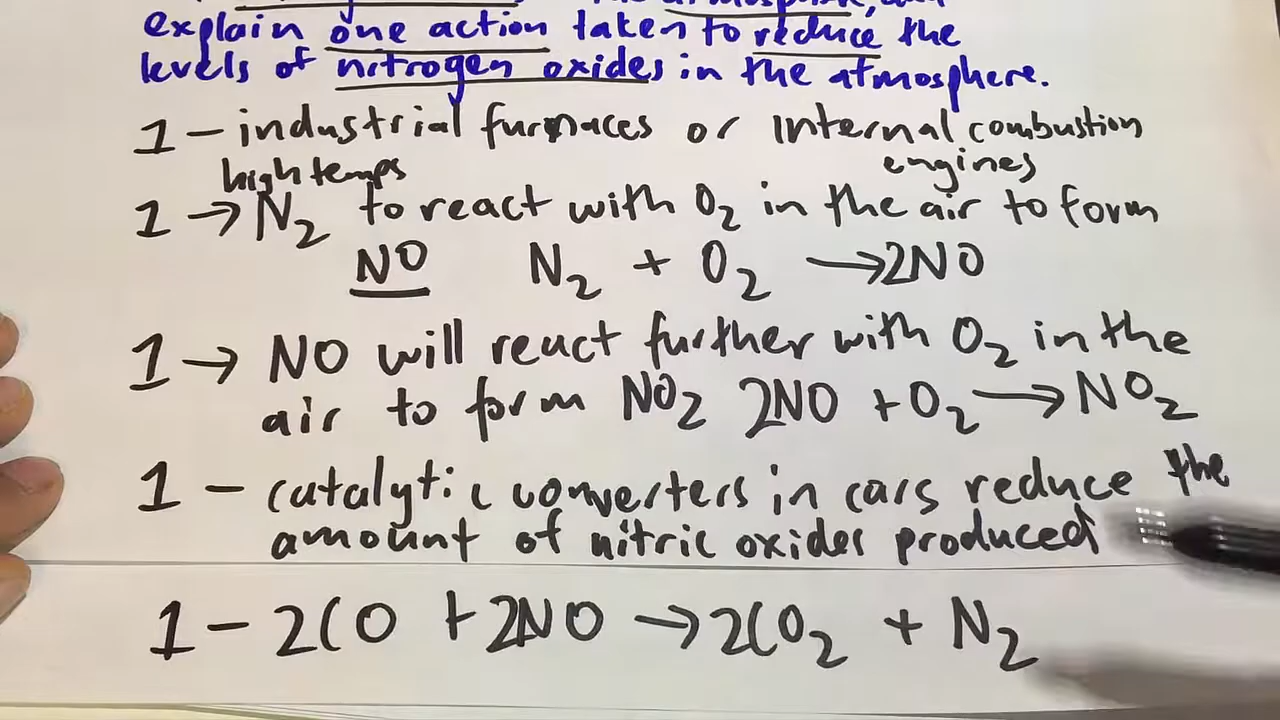 explain one action taken to reduce the
levels of nitrogen oxides in the atmosphere.
1 – industrial furnaces or internal combustion
high temps engines
1 → N2 to react with O2 in the air to form
NO N2 + O2 → 2NO
1 → NO will react further with O2 in the
air to form NO2 2NO + O2 → NO2
1 – catalytic converters in cars reduce the
amount of nitric oxides produced
1 – 2CO + 2NO → 2CO2 + N2